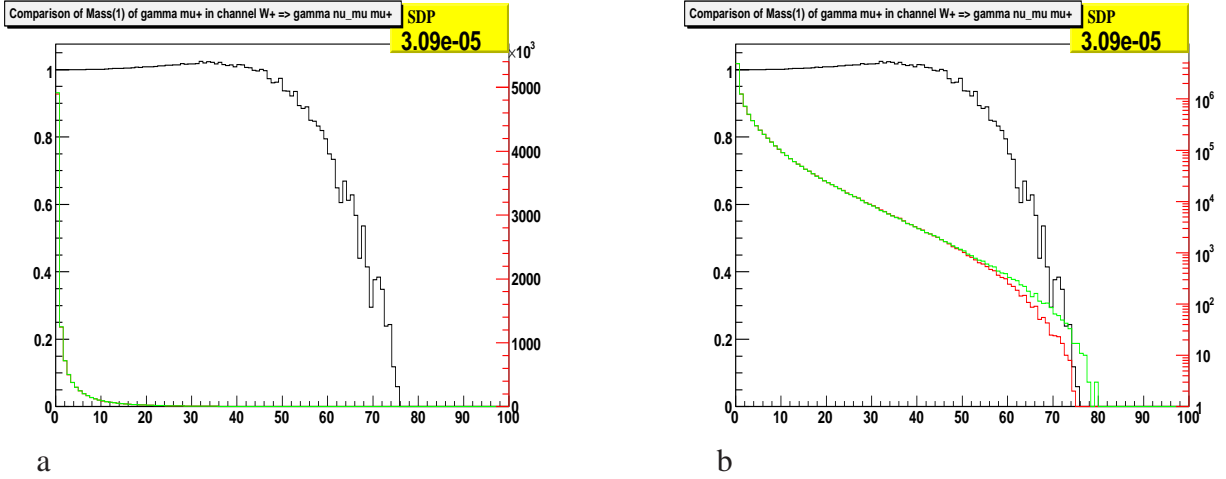 Comparison of Mass(1) of gamma mu+ in channel W+ => gamma nu_mu mu+
SDP
3.09e-05
×10³
1
0.8
0.6
0.4
0.2
0
5000
4000
3000
2000
1000
0
0 10 20 30 40 50 60 70 80 90 100
a
Comparison of Mass(1) of gamma mu+ in channel W+ => gamma nu_mu mu+
SDP
3.09e-05
1
0.8
0.6
0.4
0.2
0
10⁶
10⁵
10⁴
10³
10²
10
1
0 10 20 30 40 50 60 70 80 90 100
b